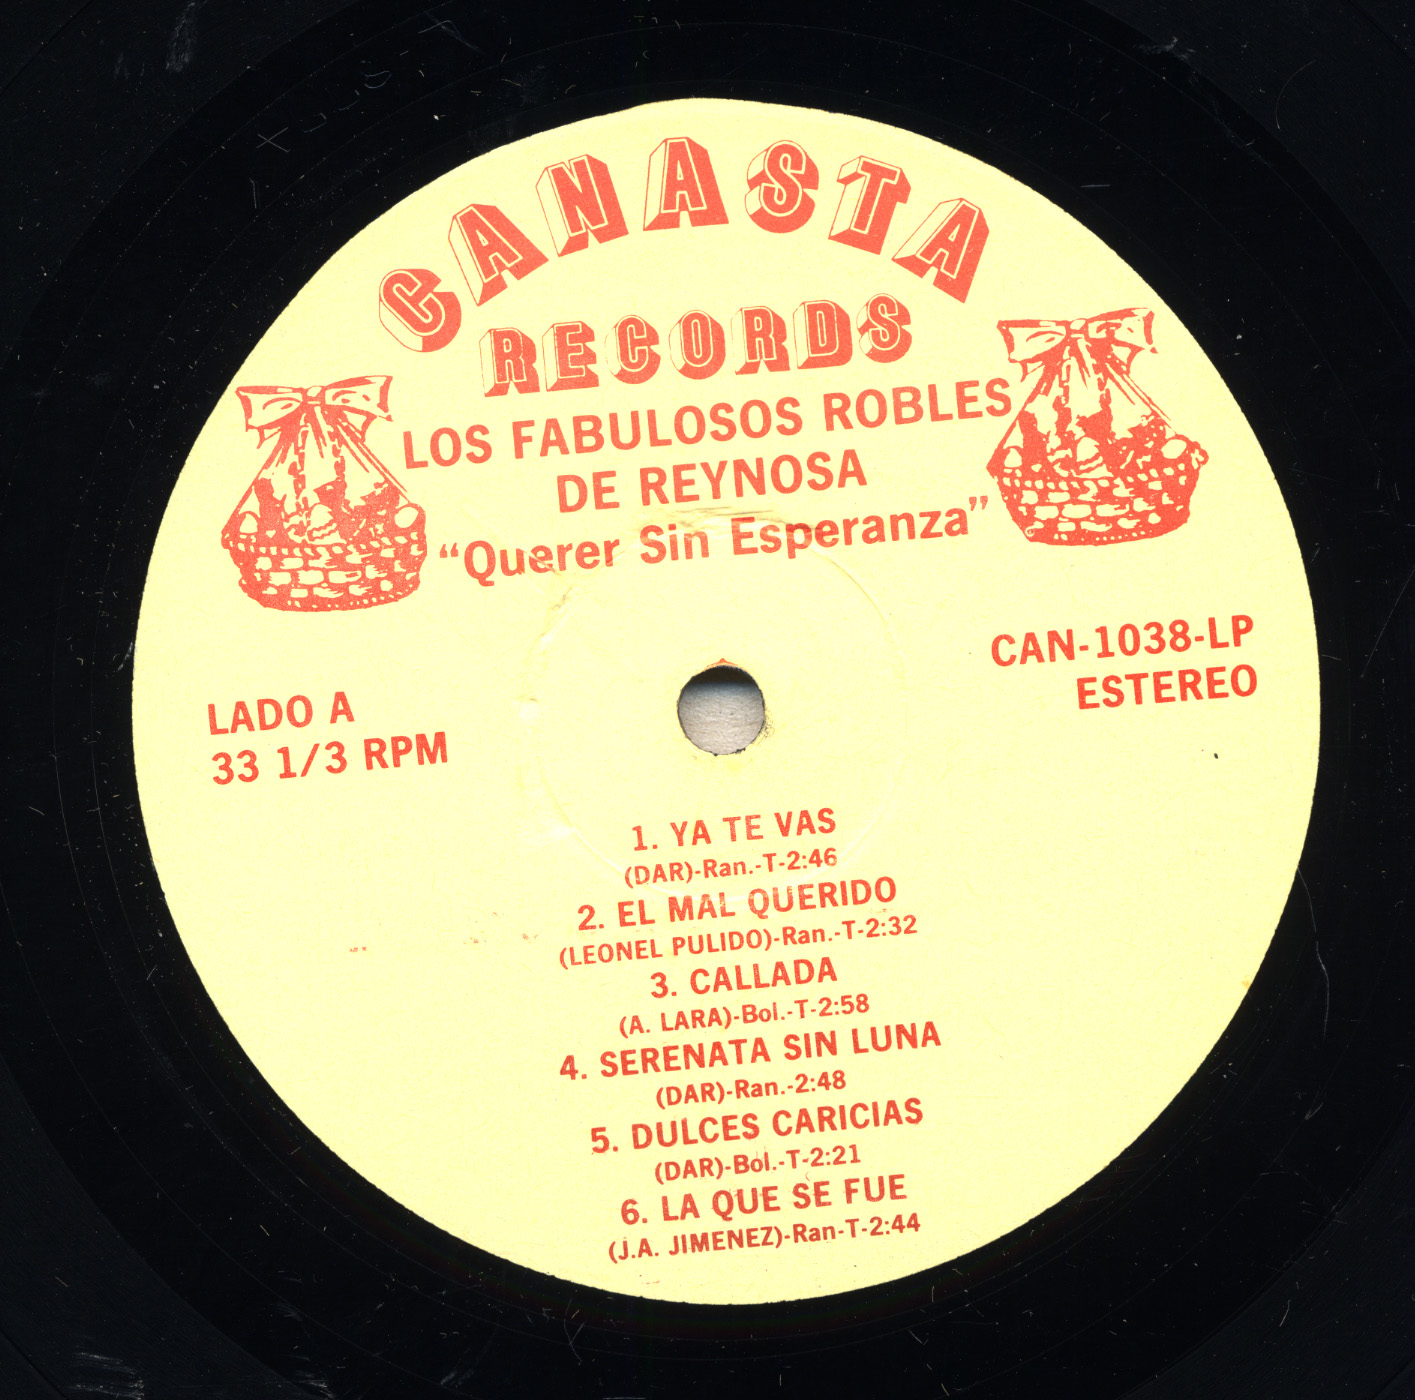 CANASTA
RECORDS
LOS FABULOSOS ROBLES
DE REYNOSA
“Querer Sin Esperanza”
CAN-1038-LP
ESTEREO
LADO A
33 1/3 RPM
1. YA TE VAS
(DAR)-Ran.-T-2:46
2. EL MAL QUERIDO
(LEONEL PULIDO)-Ran.-T-2:32
3. CALLADA
(A. LARA)-Bol.-T-2:58
4. SERENATA SIN LUNA
(DAR)-Ran.-2:48
5. DULCES CARICIAS
(DAR)-Bol.-T-2:21
6. LA QUE SE FUE
(J.A. JIMENEZ)-Ran-T-2:44